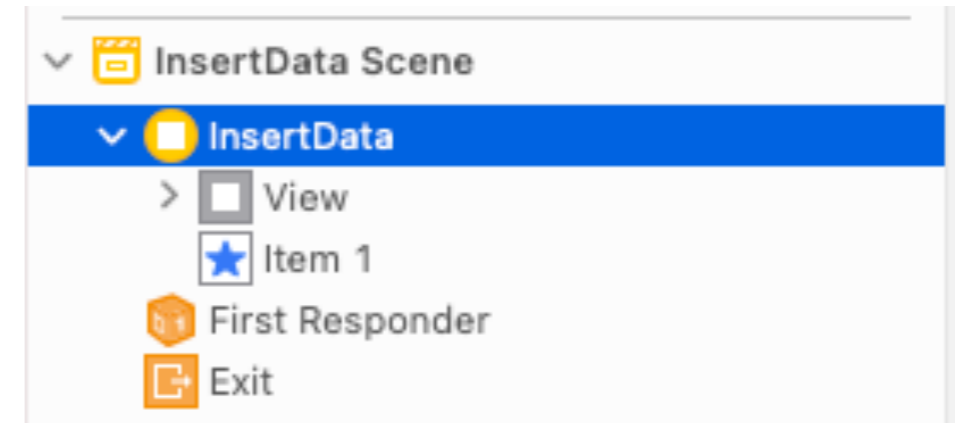 InsertData Scene
InsertData
View
Item 1
First Responder
Exit